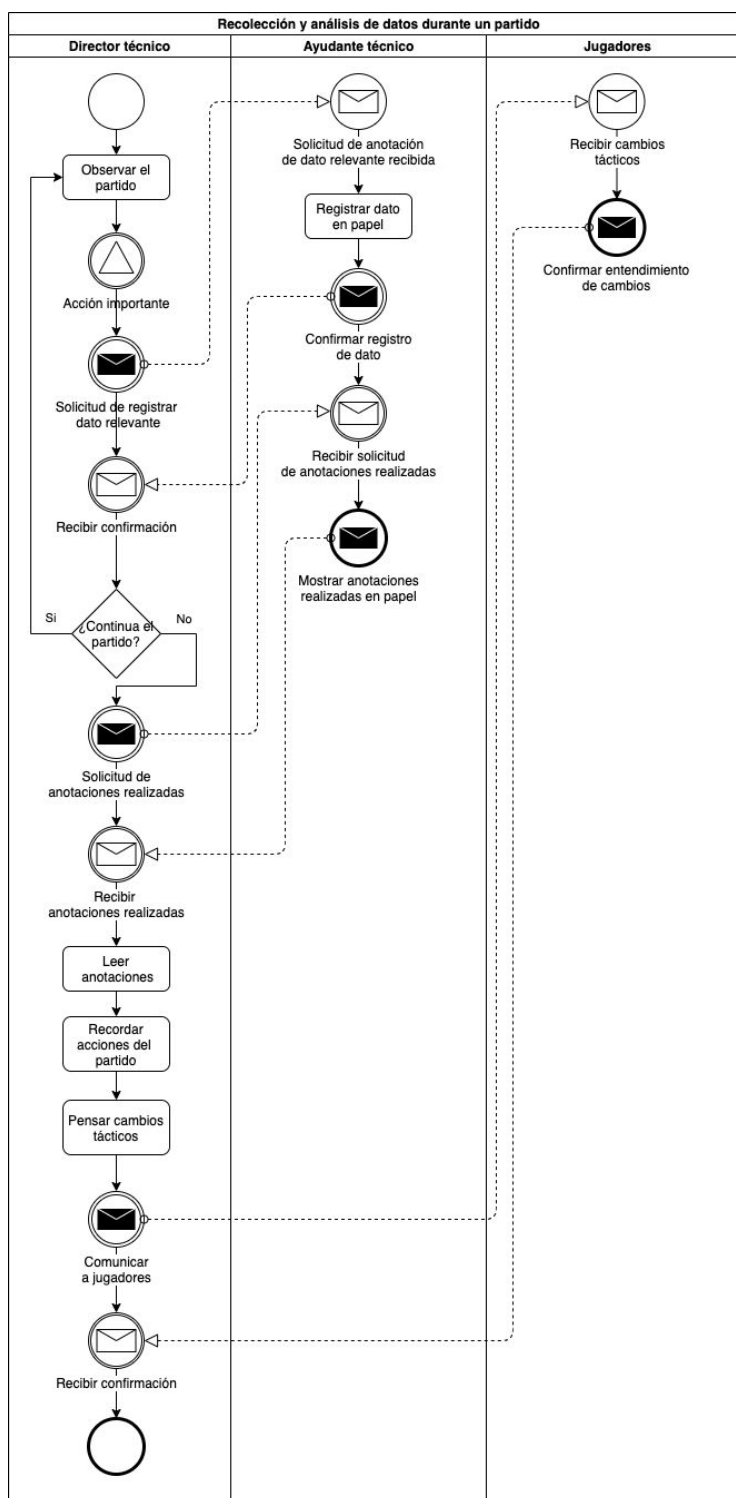 Recolección y análisis de datos durante un partido
Director técnico
Ayudante técnico
Jugadores
Observar el
partido
Acción importante
Solicitud de registrar
dato relevante
Recibir confirmación
¿Continua el
partido?
Si
No
Solicitud de
anotaciones realizadas
Recibir
anotaciones realizadas
Leer
anotaciones
Recordar
acciones del
partido
Pensar cambios
tácticos
Comunicar
a jugadores
Recibir confirmación
Solicitud de anotación
de dato relevante recibida
Registrar dato
en papel
Confirmar registro
de dato
Recibir solicitud
de anotaciones realizadas
Mostrar anotaciones
realizadas en papel
Recibir cambios
tácticos
Confirmar entendimiento
de cambios